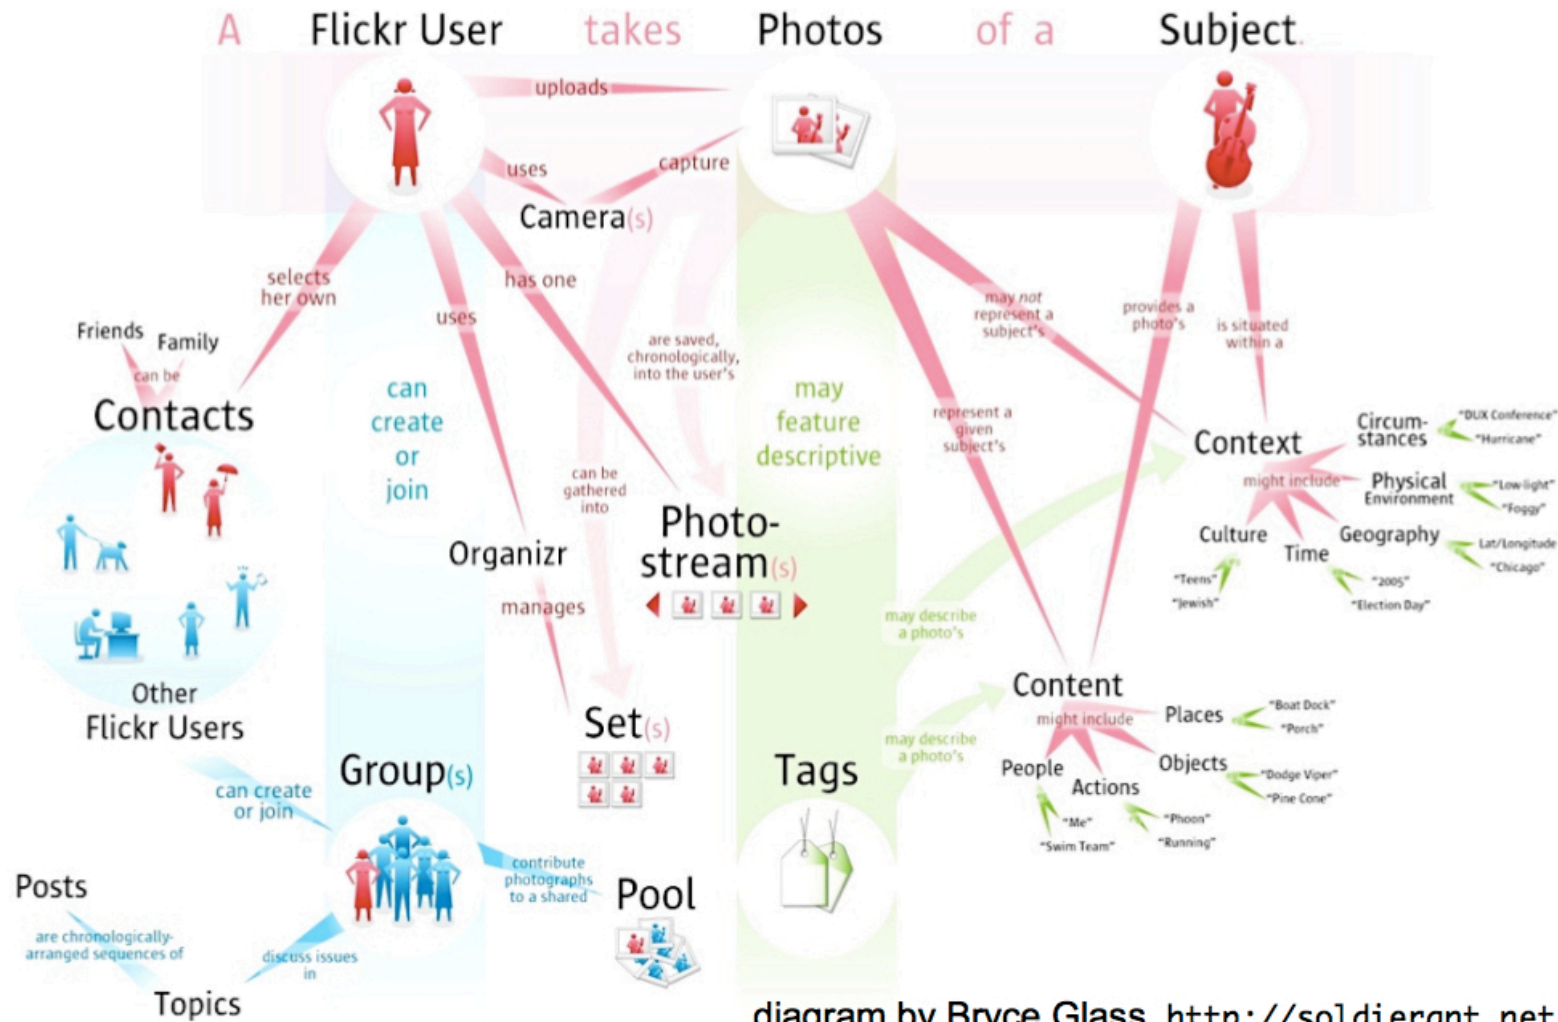 A Flickr User takes Photos of a Subject.
uploads
uses
capture
Camera(s)
selects
her own
has one
uses
Friends
Family
can be
Contacts
can
create
or
join
are saved,
chronologically,
into the user's
may
feature
descriptive
may not
represent a
subject's
provides a
photo's
is situated
within a
represent a
given
subject's
can be
gathered
into
Photo-
stream(s)
Organizr
manages
Context
might include
Circum-
stances
"DUX Conference"
"Hurricane"
Physical
Environment
"Low-light"
"Foggy"
Culture
"Teens"
"Jewish"
Time
"2005"
"Election Day"
Geography
Lat/Longitude
"Chicago"
may describe
a photo's
Other
Flickr Users
Set(s)
Content
might include
Places
"Boat Dock"
"Porch"
may describe
a photo's
People
"Me"
"Swim Team"
Actions
"Phoon"
"Running"
Objects
"Dodge Viper"
"Pine Cone"
can create
or join
Group(s)
Tags
contribute
photographs
to a shared
Pool
Posts
are chronologically-
arranged sequences of
discuss issues
in
Topics
diagram by Bryce Glass http://soldierant.net